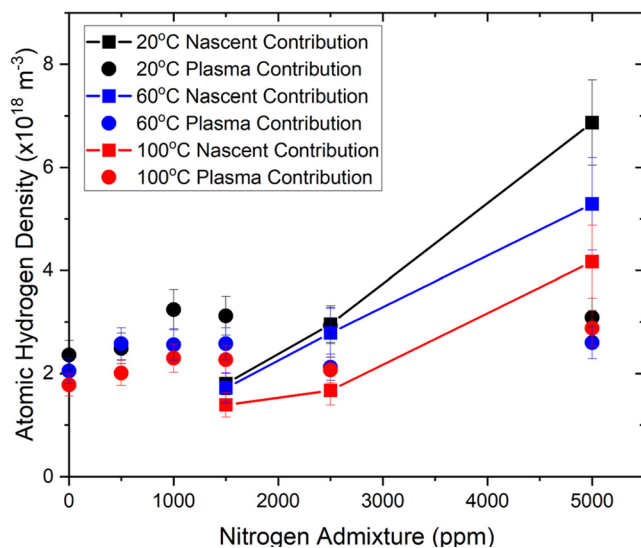 20°C Nascent Contribution
20°C Plasma Contribution
60°C Nascent Contribution
60°C Plasma Contribution
100°C Nascent Contribution
100°C Plasma Contribution
Atomic Hydrogen Density (x10¹⁸ m⁻³)
8
6
4
2
0
0 1000 2000 3000 4000 5000
Nitrogen Admixture (ppm)